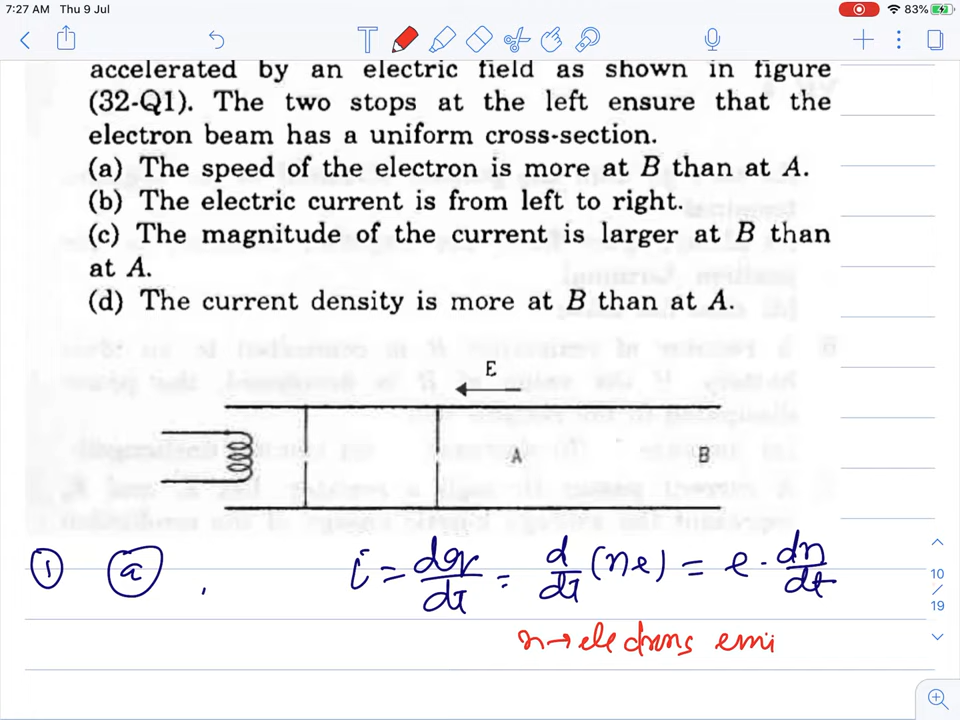 7:27 AM Thu 9 Jul
83%
T
accelerated by an electric field as shown in figure
(32-Q1). The two stops at the left ensure that the
electron beam has a uniform cross-section.
(a) The speed of the electron is more at B than at A.
(b) The electric current is from left to right.
(c) The magnitude of the current is larger at B than
at A.
(d) The current density is more at B than at A.
E
A B
① ⓐ , i = dq/dt = d/dt (ne) = e · dn/dt
n → electrons emi
10
/
19